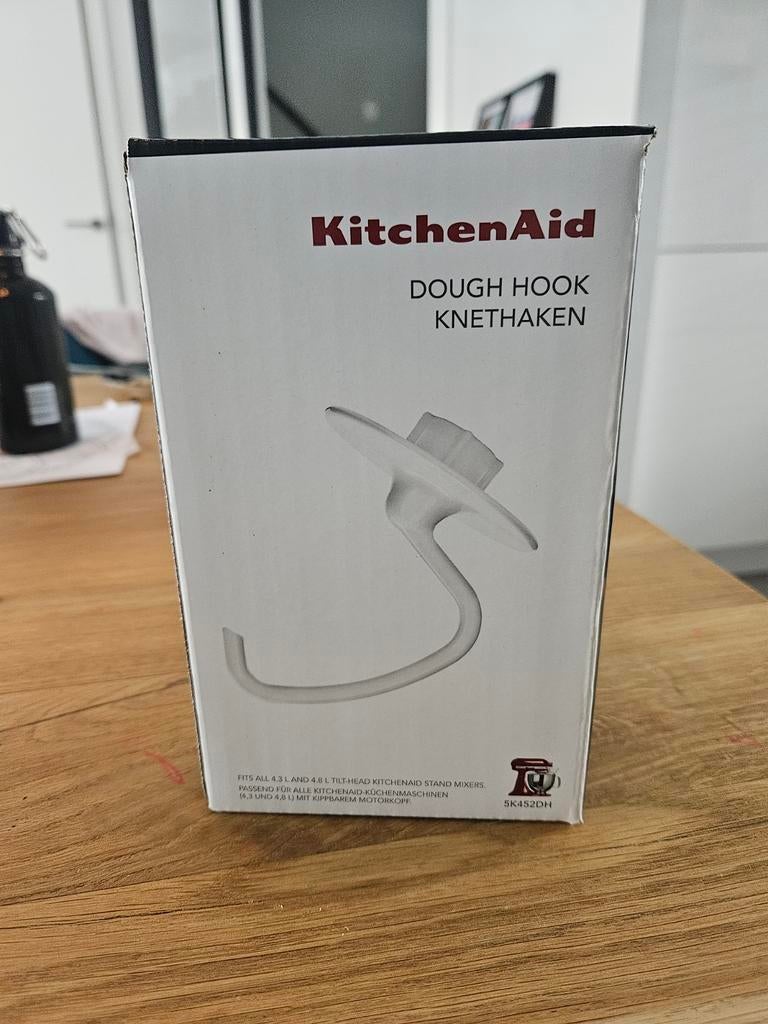 KitchenAid
DOUGH HOOK
KNETHAKEN
FITS ALL 4.3 L AND 4.8 L TILT-HEAD KITCHENAID STAND MIXERS.
PASSEND FÜR ALLE KITCHENAID-KÜCHENMASCHINEN
(4,3 UND 4,8 L) MIT KIPPBAREM MOTORKOPF.
5K452DH